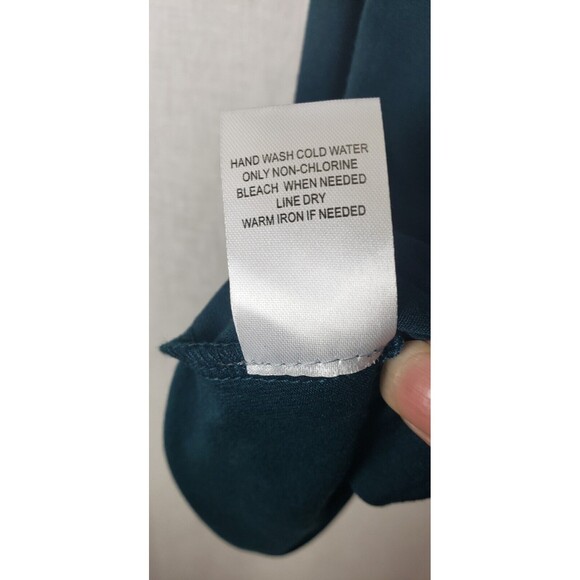 HAND WASH COLD WATER
ONLY NON-CHLORINE
BLEACH WHEN NEEDED
LINE DRY
WARM IRON IF NEEDED